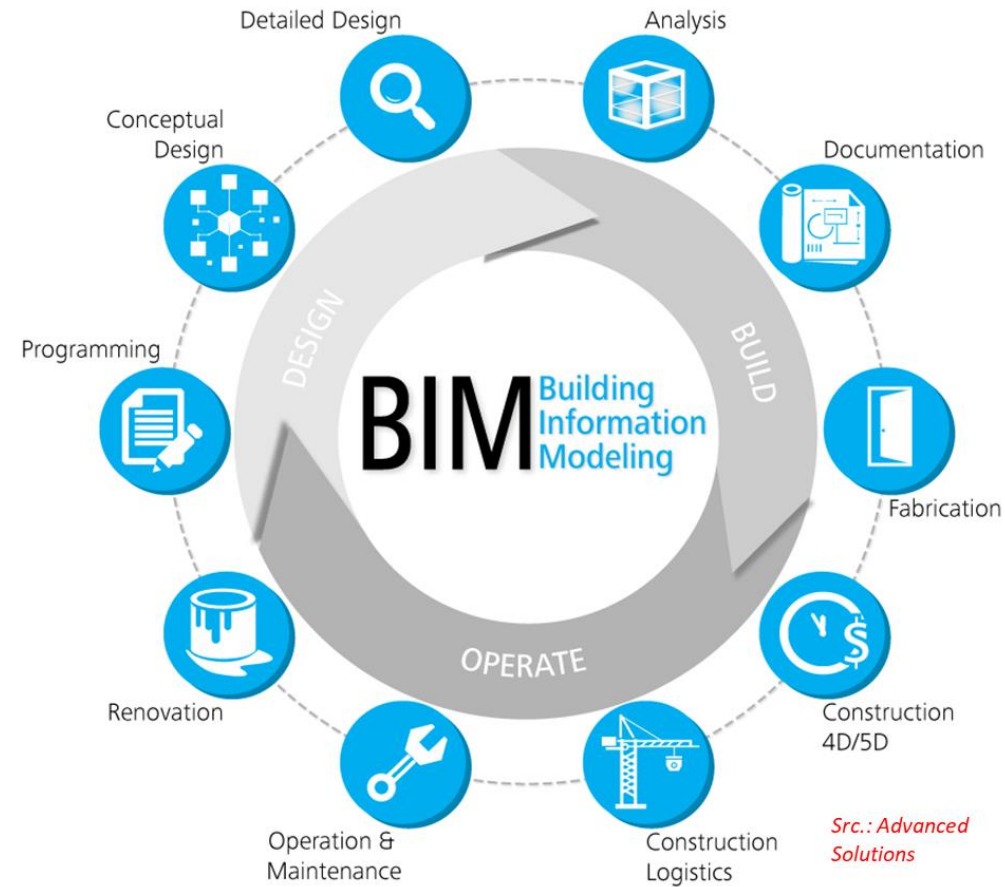 Detailed Design
Analysis
Conceptual
Design
Documentation
Programming
DESIGN
BUILD
BIM
Building
Information
Modeling
Fabrication
Renovation
OPERATE
Construction
4D/5D
Operation &
Maintenance
Construction
Logistics
$
Src.: Advanced
Solutions